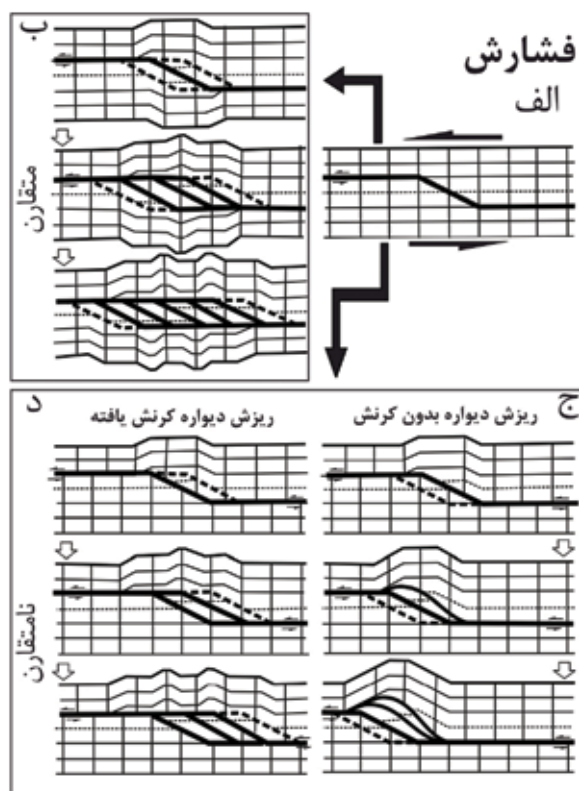 فشارش
الف
ب
متقارن
ج
ریزش دیواره بدون کرنش
د
ریزش دیواره کرنش یافته
نامتقارن